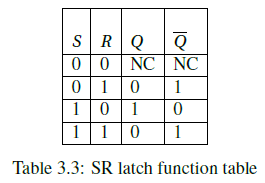 S R Q Q̅
0 0 NC NC
0 1 0 1
1 0 1 0
1 1 0 1
Table 3.3: SR latch function table